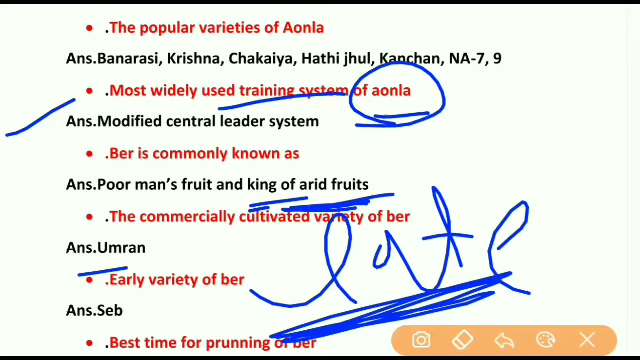 • .The popular varieties of Aonla
Ans.Banarasi, Krishna, Chakaiya, Hathi jhul, Kanchan, NA-7, 9
• .Most widely used training system of aonla
Ans.Modified central leader system
• .Ber is commonly known as
Ans.Poor man's fruit and king of arid fruits
• .The commercially cultivated variety of ber
Ans.Umran
late
• .Early variety of ber
Ans.Seb
• .Best time for prunning of ber